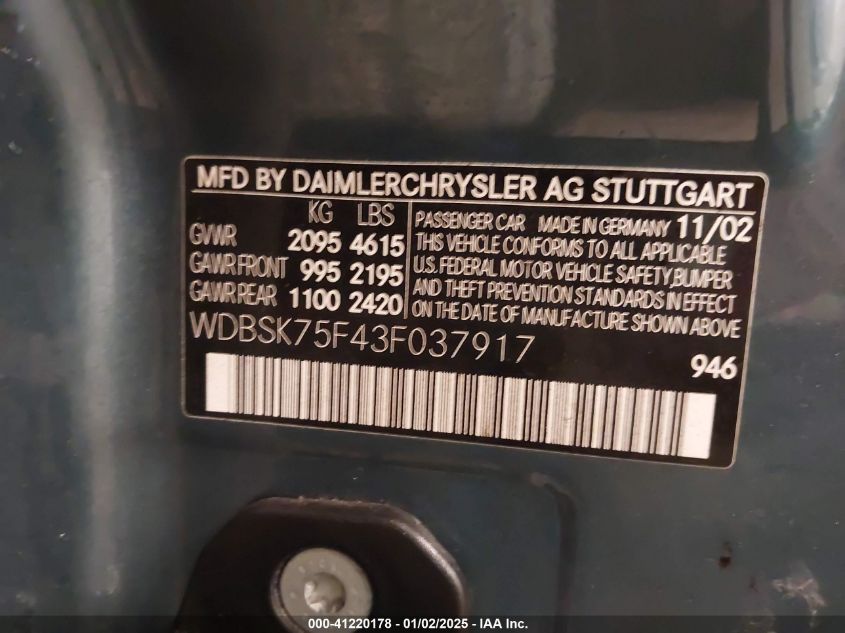 MFD BY DAIMLERCHRYSLER AG STUTTGART
KG LBS
GVWR 2095 4615
GAWR FRONT 995 2195
GAWR REAR 1100 2420
PASSENGER CAR MADE IN GERMANY 11/02
THIS VEHICLE CONFORMS TO ALL APPLICABLE
U.S. FEDERAL MOTOR VEHICLE SAFETY, BUMPER
AND THEFT PREVENTION STANDARDS IN EFFECT
ON THE DATE OF MANUFACTURE SHOWN ABOVE
WDBSK75F43F037917
946
000-41220178 - 01/02/2025 - IAA Inc.